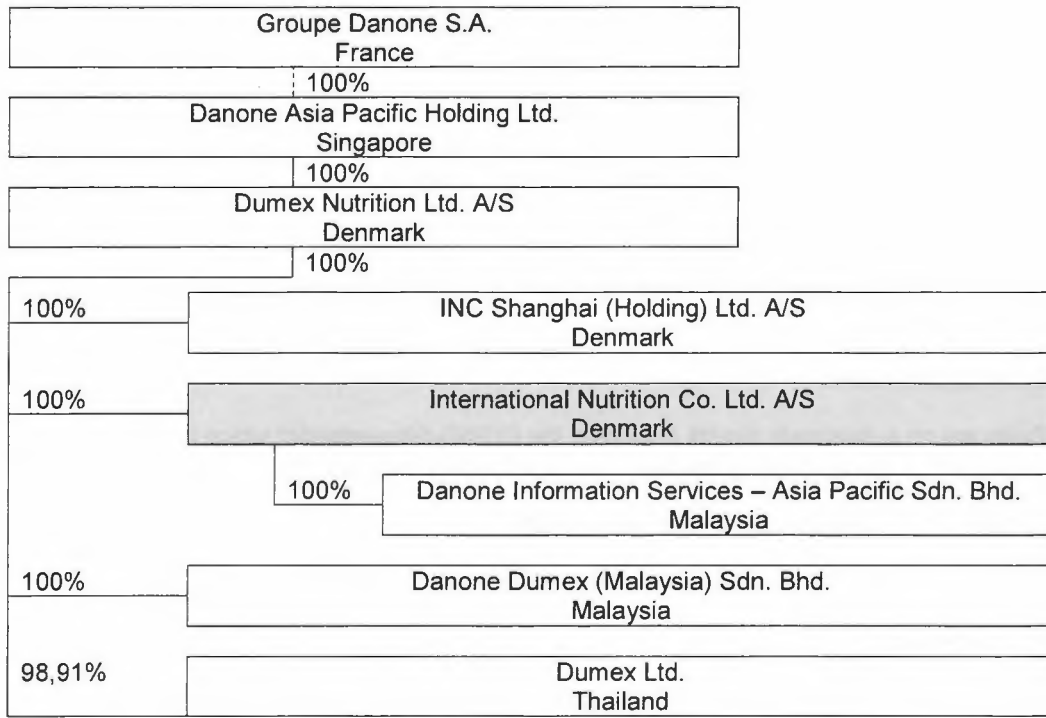 Groupe Danone S.A.
France
100%
Danone Asia Pacific Holding Ltd.
Singapore
100%
Dumex Nutrition Ltd. A/S
Denmark
100%
100%
INC Shanghai (Holding) Ltd. A/S
Denmark
100%
International Nutrition Co. Ltd. A/S
Denmark
100%
Danone Information Services – Asia Pacific Sdn. Bhd.
Malaysia
100%
Danone Dumex (Malaysia) Sdn. Bhd.
Malaysia
98,91%
Dumex Ltd.
Thailand